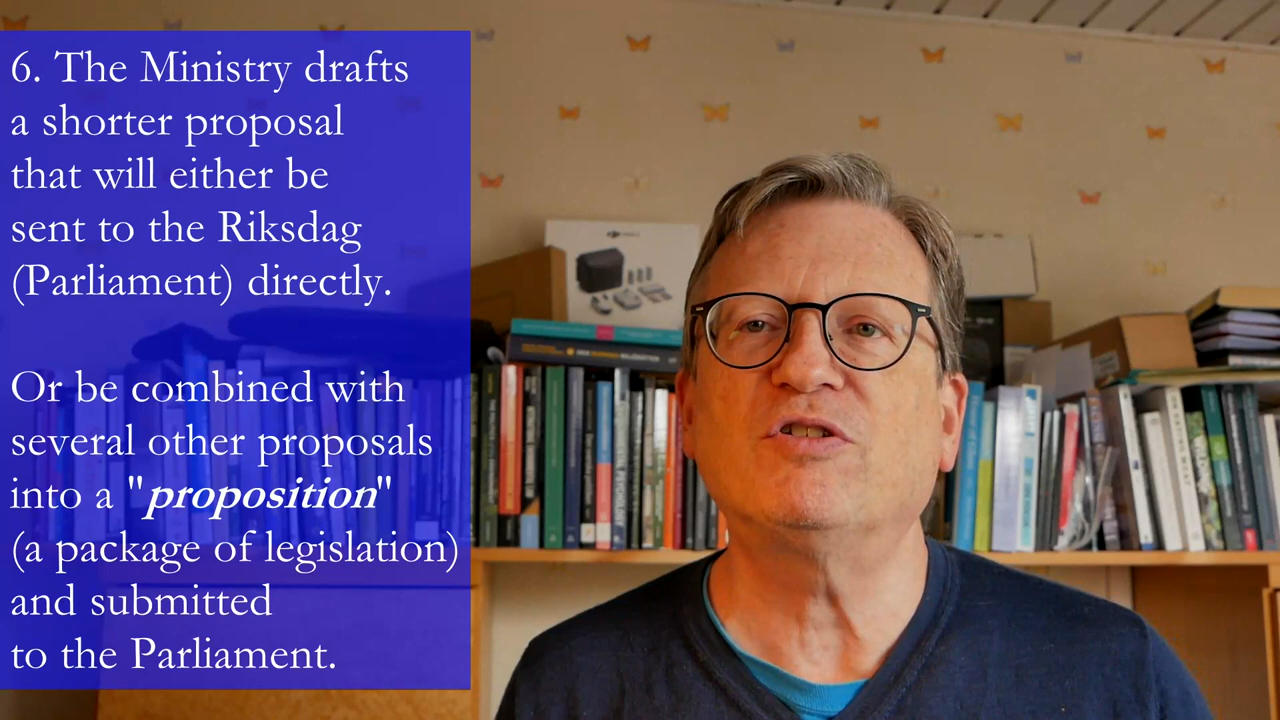 6. The Ministry drafts
a shorter proposal
that will either be
sent to the Riksdag
(Parliament) directly.
Or be combined with
several other proposals
into a "proposition"
(a package of legislation)
and submitted
to the Parliament.